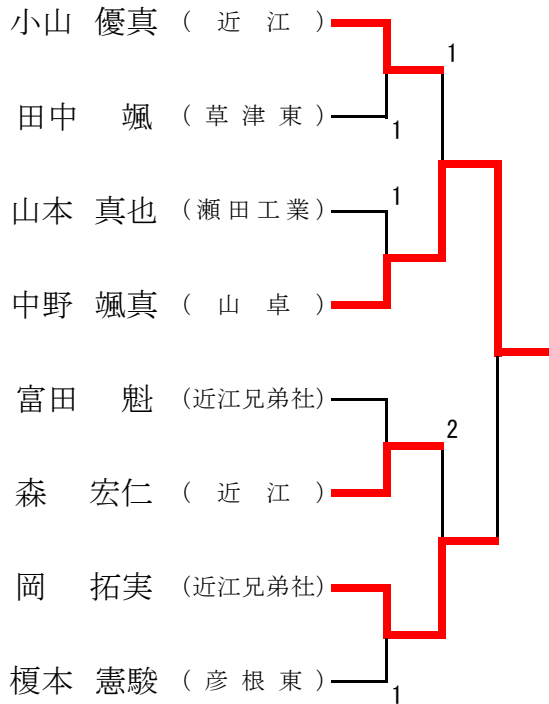 小山 優真 ( 近 江 )
1
田中 颯 ( 草 津 東 )
1
山本 真也 (瀬田工業)
1
中野 颯真 ( 山 卓 )
富田 魁 (近江兄弟社)
2
森 宏仁 ( 近 江 )
岡 拓実 (近江兄弟社)
榎本 憲駿 ( 彦 根 東 )
1